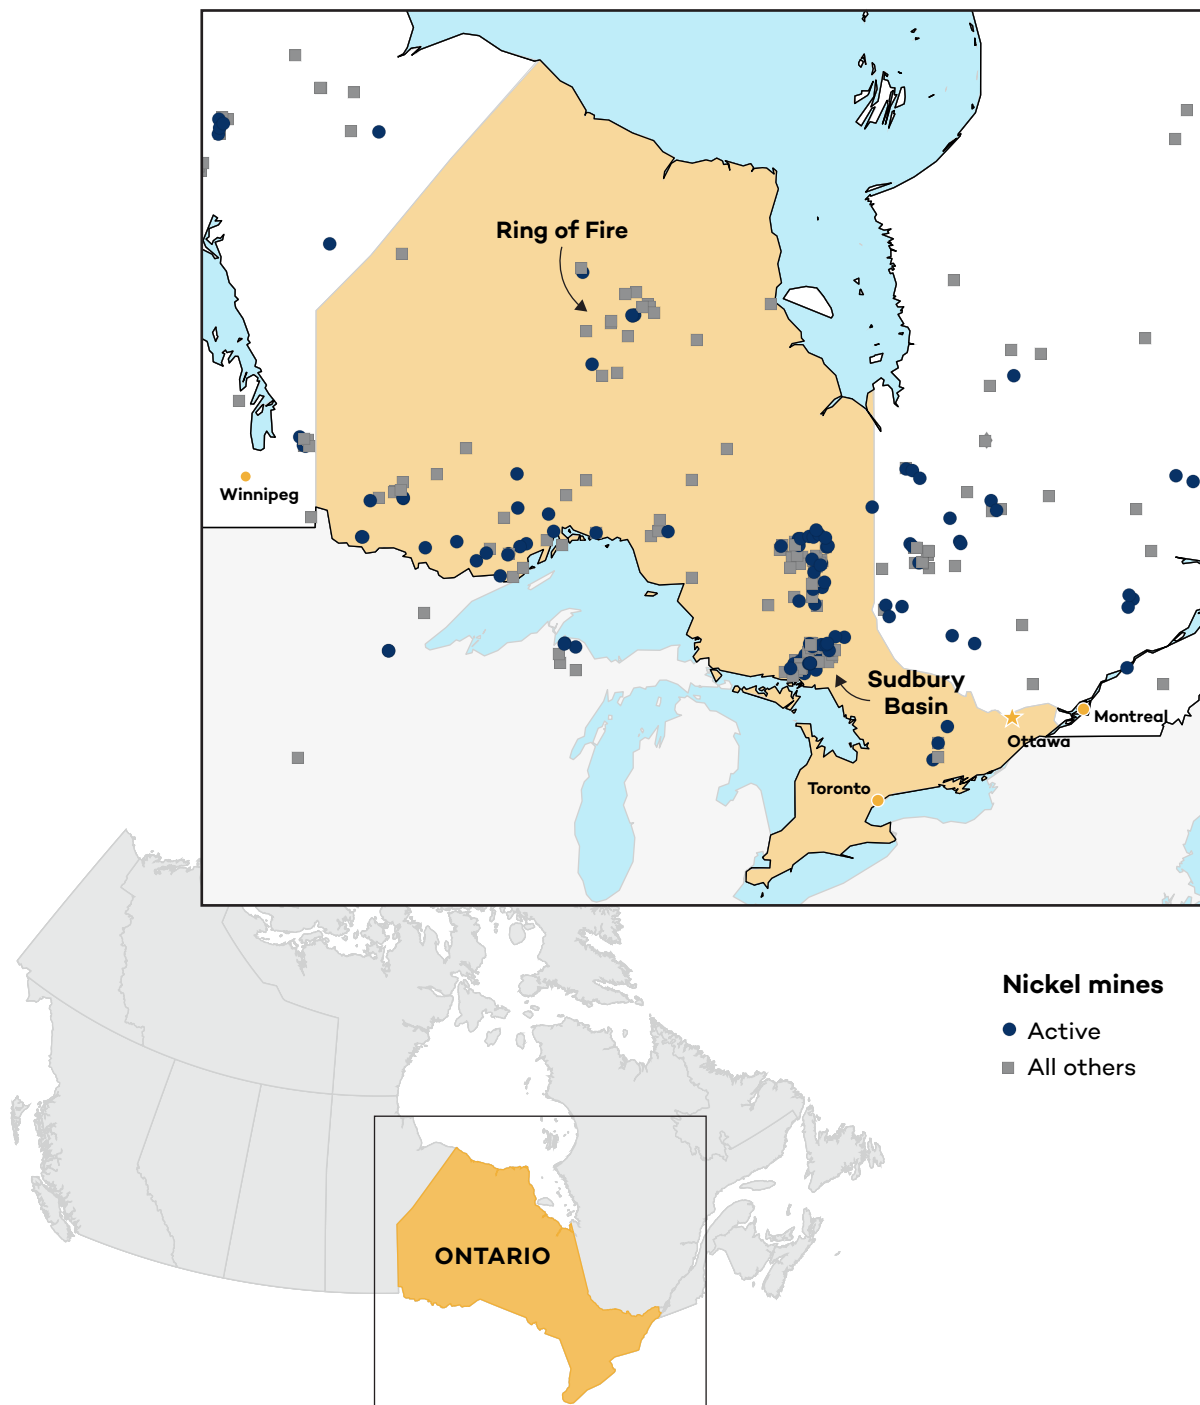 Ring of Fire
Winnipeg
Sudbury
Basin
Montreal
Ottawa
Toronto
Nickel mines
Active
All others
ONTARIO